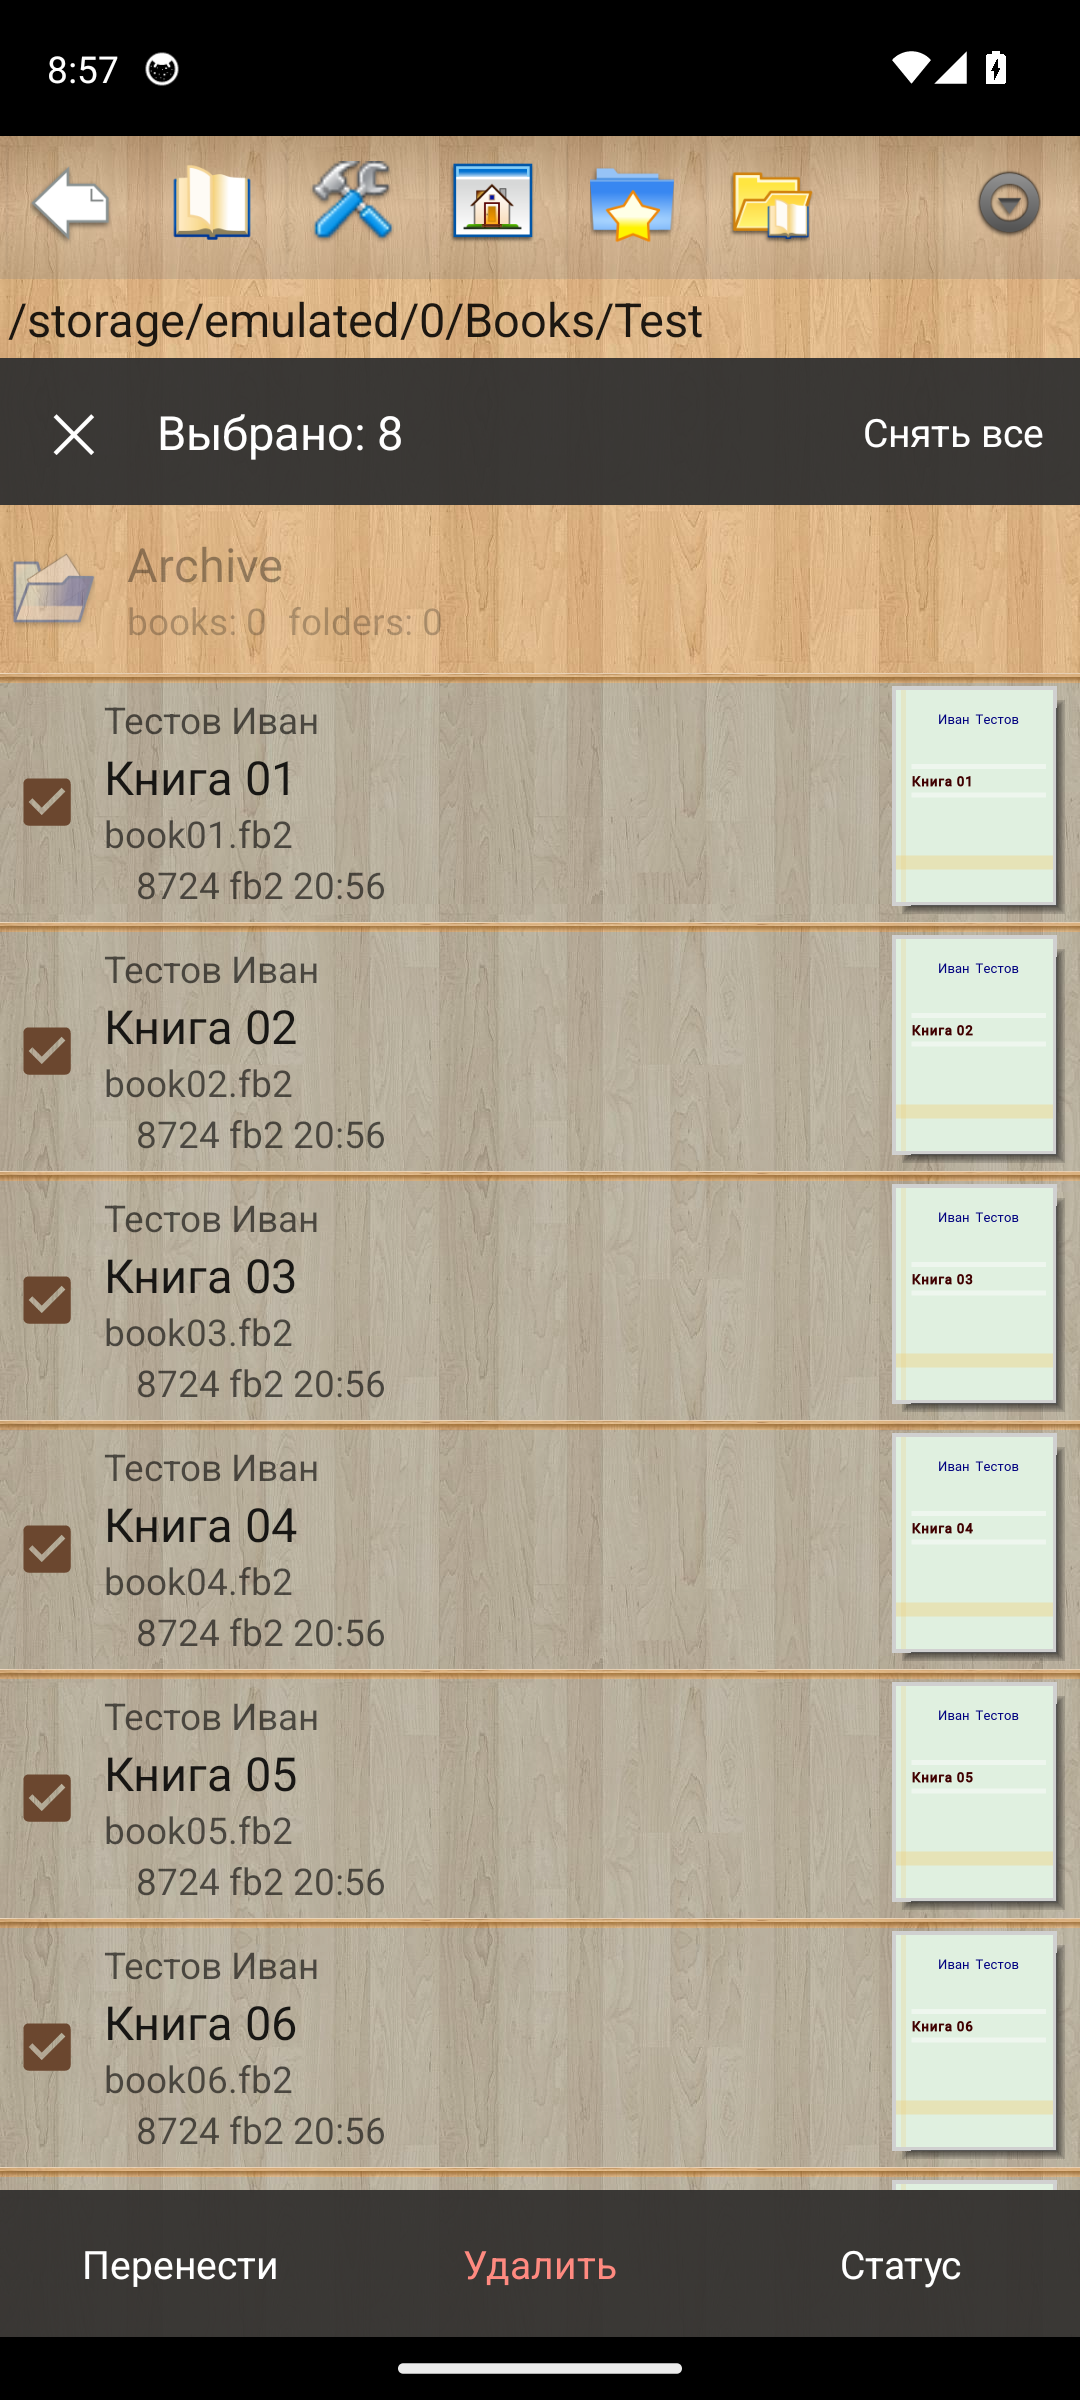 8:57
/storage/emulated/0/Books/Test
Выбрано: 8
Снять все
Archive
books: 0 folders: 0
Тестов Иван
Книга 01
book01.fb2
8724 fb2 20:56
Иван Тестов
Книга 01
Тестов Иван
Книга 02
book02.fb2
8724 fb2 20:56
Иван Тестов
Книга 02
Тестов Иван
Книга 03
book03.fb2
8724 fb2 20:56
Иван Тестов
Книга 03
Тестов Иван
Книга 04
book04.fb2
8724 fb2 20:56
Иван Тестов
Книга 04
Тестов Иван
Книга 05
book05.fb2
8724 fb2 20:56
Иван Тестов
Книга 05
Тестов Иван
Книга 06
book06.fb2
8724 fb2 20:56
Иван Тестов
Книга 06
Перенести
Удалить
Статус